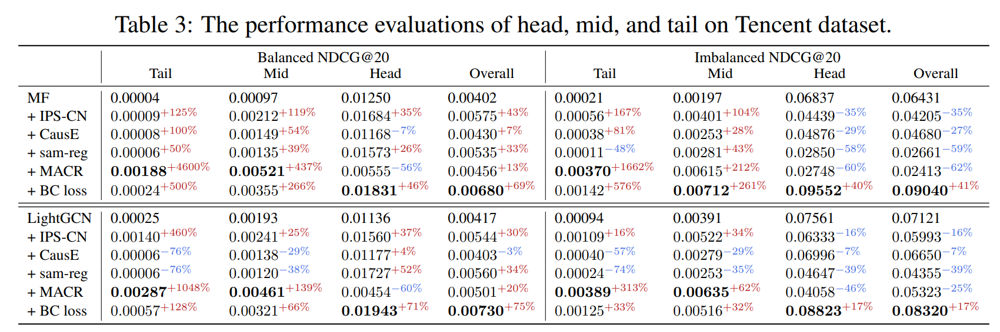 Table 3: The performance evaluations of head, mid, and tail on Tencent dataset.
Balanced NDCG@20 Imbalanced NDCG@20
Tail Mid Head Overall Tail Mid Head Overall
MF 0.00004 0.00097 0.01250 0.00402 0.00021 0.00197 0.06837 0.06431
+ IPS-CN 0.00009+125% 0.00212+119% 0.01684+35% 0.00575+43% 0.00056+167% 0.00401+104% 0.04439−35% 0.04205−35%
+ CausE 0.00008+100% 0.00149+54% 0.01168−7% 0.00430+7% 0.00038+81% 0.00253+28% 0.04876−29% 0.04680−27%
+ sam-reg 0.00006+50% 0.00135+39% 0.01573+26% 0.00535+33% 0.00011−48% 0.00281+43% 0.02850−58% 0.02661−59%
+ MACR 0.00188+4600% 0.00521+437% 0.00555−56% 0.00456+13% 0.00370+1662% 0.00615+212% 0.02748−60% 0.02413−62%
+ BC loss 0.00024+500% 0.00355+266% 0.01831+46% 0.00680+69% 0.00142+576% 0.00712+261% 0.09552+40% 0.09040+41%
LightGCN 0.00025 0.00193 0.01136 0.00417 0.00094 0.00391 0.07561 0.07121
+ IPS-CN 0.00140+460% 0.00241+25% 0.01560+37% 0.00544+30% 0.00109+16% 0.00522+34% 0.06333−16% 0.05993−16%
+ CausE 0.00006−76% 0.00138−29% 0.01177+4% 0.00403−3% 0.00040−57% 0.00279−29% 0.06996−7% 0.06650−7%
+ sam-reg 0.00006−76% 0.00120−38% 0.01727+52% 0.00560+34% 0.00024−74% 0.00253−35% 0.04647−39% 0.04355−39%
+ MACR 0.00287+1048% 0.00461+139% 0.00454−60% 0.00501+20% 0.00389+313% 0.00635+62% 0.04058−46% 0.05323−25%
+ BC loss 0.00057+128% 0.00321+66% 0.01943+71% 0.00730+75% 0.00125+33% 0.00516+32% 0.08823+17% 0.08320+17%